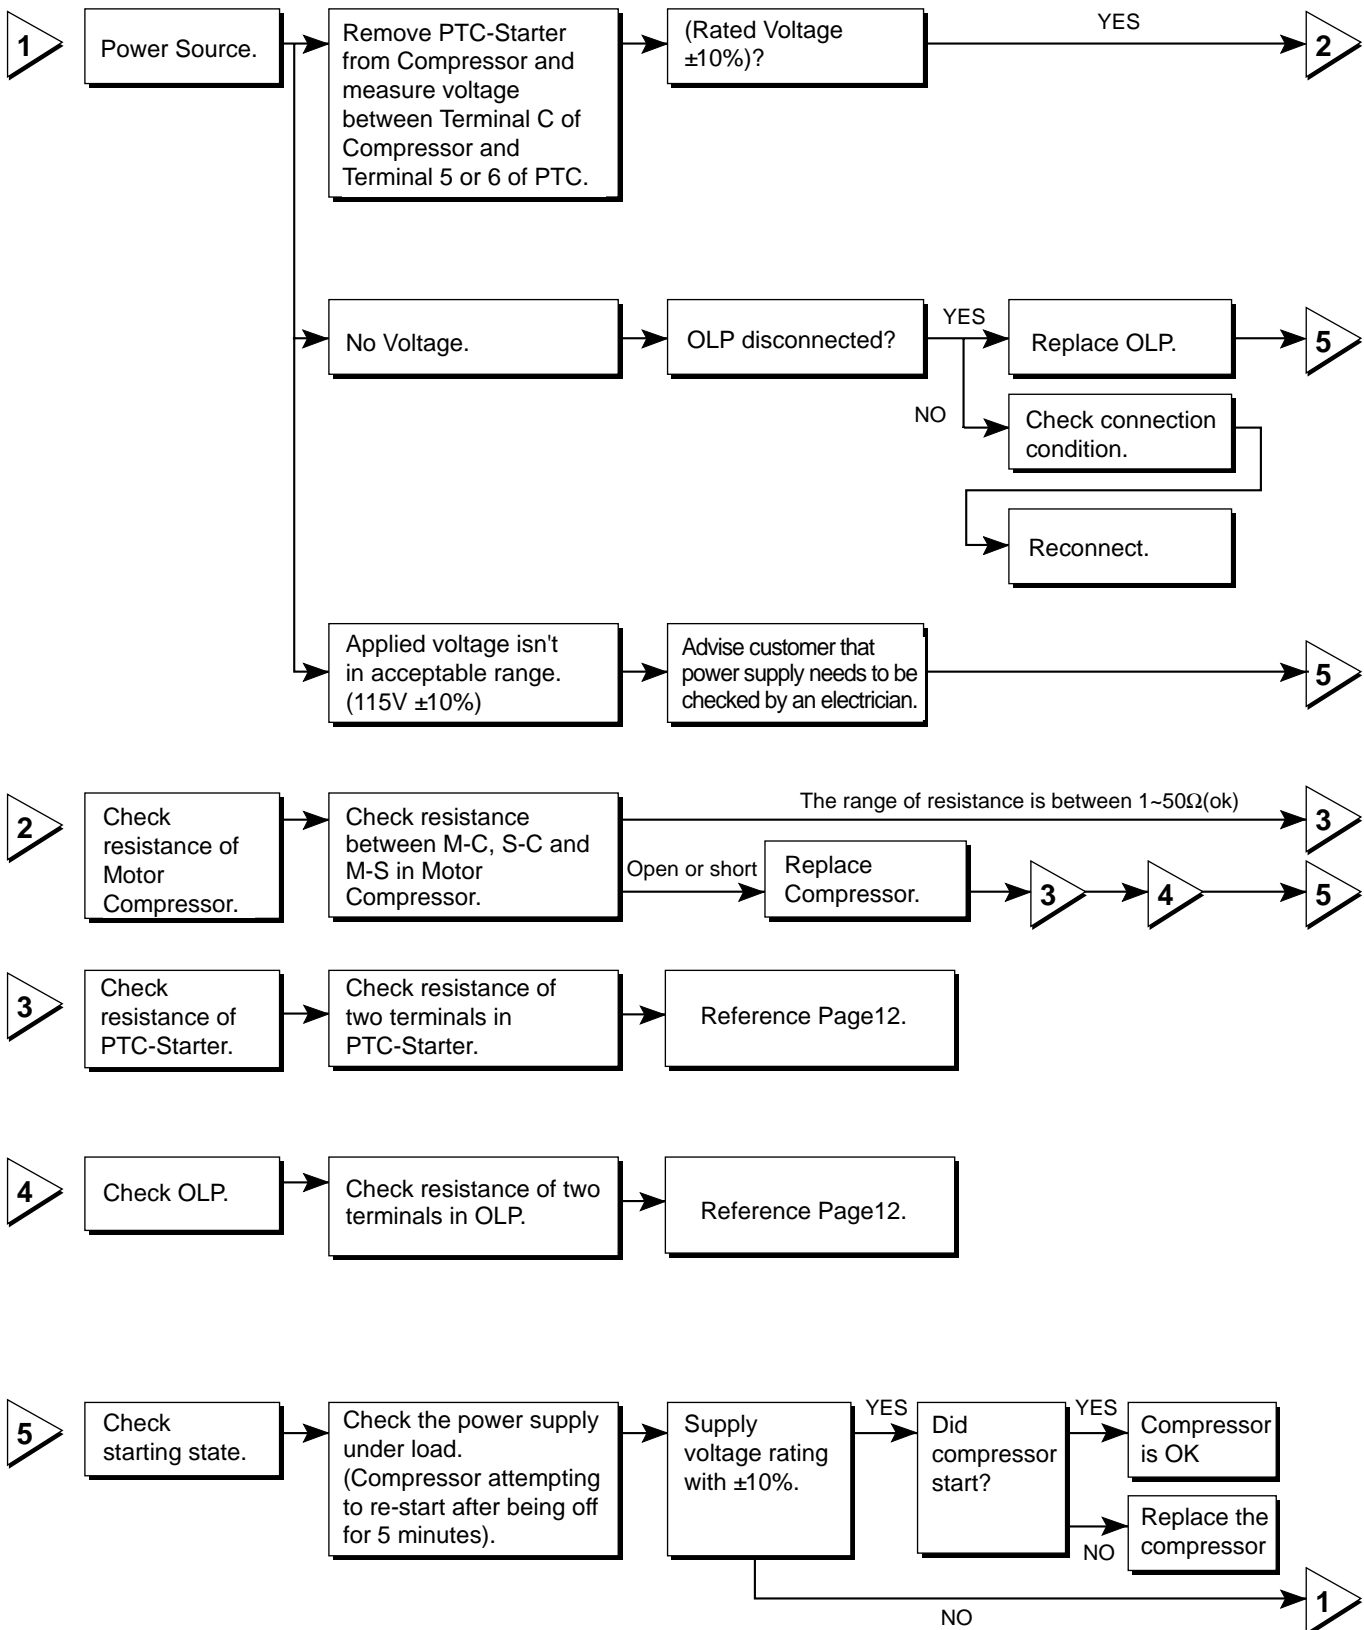 1
Power Source.
Remove PTC-Starter
from Compressor and
measure voltage
between Terminal C of
Compressor and
Terminal 5 or 6 of PTC.
(Rated Voltage
±10%)?
YES
2
No Voltage.
OLP disconnected?
YES
Replace OLP.
5
NO
Check connection
condition.
Reconnect.
Applied voltage isn't
in acceptable range.
(115V ±10%)
Advise customer that
power supply needs to be
checked by an electrician.
5
2
Check
resistance of
Motor
Compressor.
Check resistance
between M-C, S-C and
M-S in Motor
Compressor.
The range of resistance is between 1~50Ω(ok)
3
Open or short
Replace
Compressor.
3
4
5
3
Check
resistance of
PTC-Starter.
Check resistance of
two terminals in
PTC-Starter.
Reference Page12.
4
Check OLP.
Check resistance of two
terminals in OLP.
Reference Page12.
5
Check
starting state.
Check the power supply
under load.
(Compressor attempting
to re-start after being off
for 5 minutes).
Supply
voltage rating
with ±10%.
YES
Did
compressor
start?
YES
Compressor
is OK
NO
Replace the
compressor
NO
1